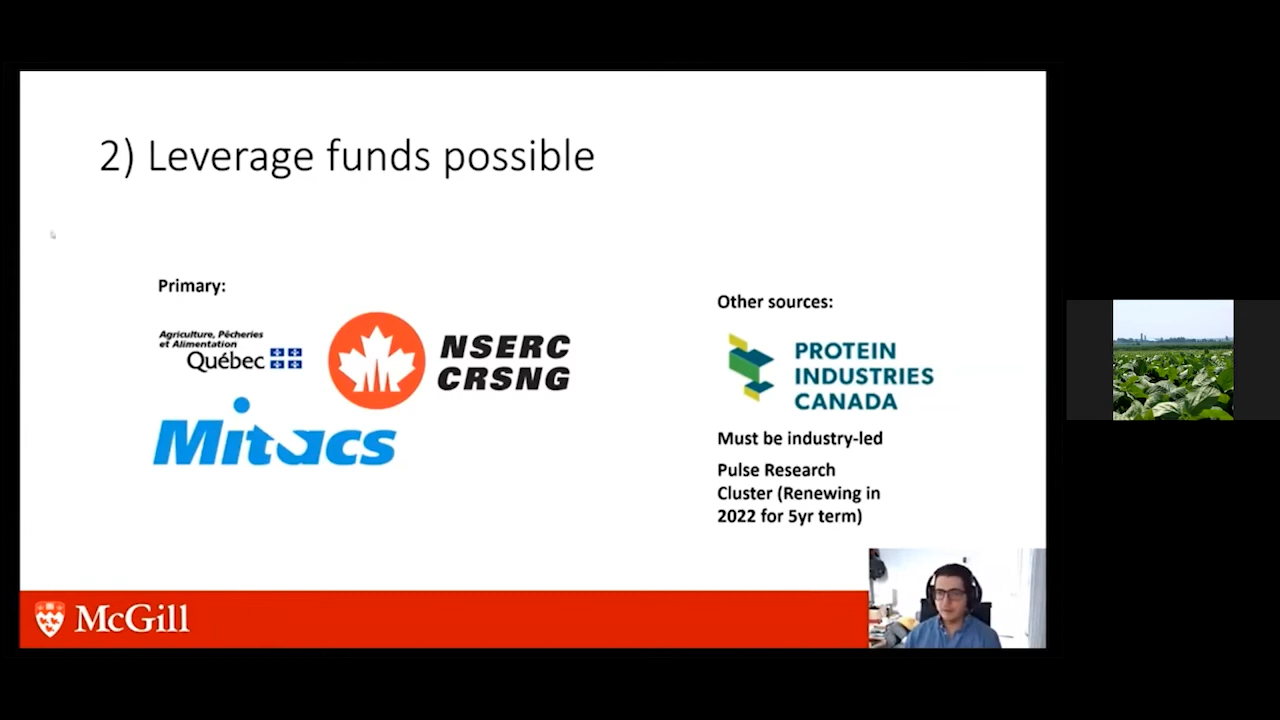 2) Leverage funds possible
Primary:
Agriculture, Pêcheries
et Alimentation
Québec
NSERC
CRSNG
Mitacs
Other sources:
PROTEIN
INDUSTRIES
CANADA
Must be industry-led
Pulse Research
Cluster (Renewing in
2022 for 5yr term)
McGill